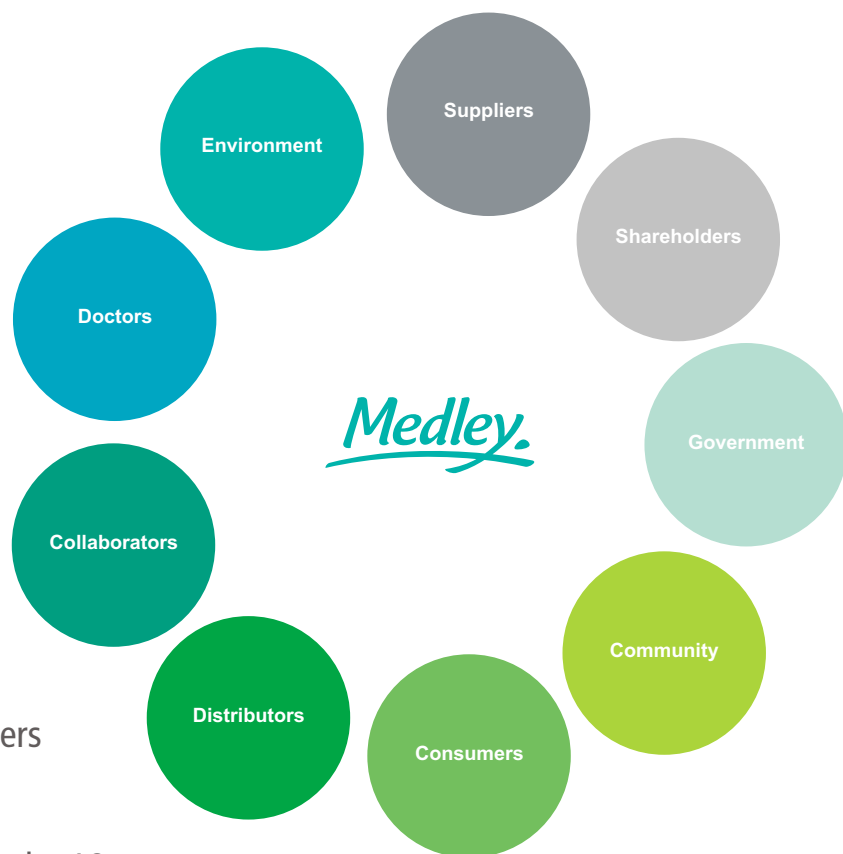 Suppliers
Environment
Shareholders
Doctors
Medley.
Government
Collaborators
Community
Distributors
ers
Consumers